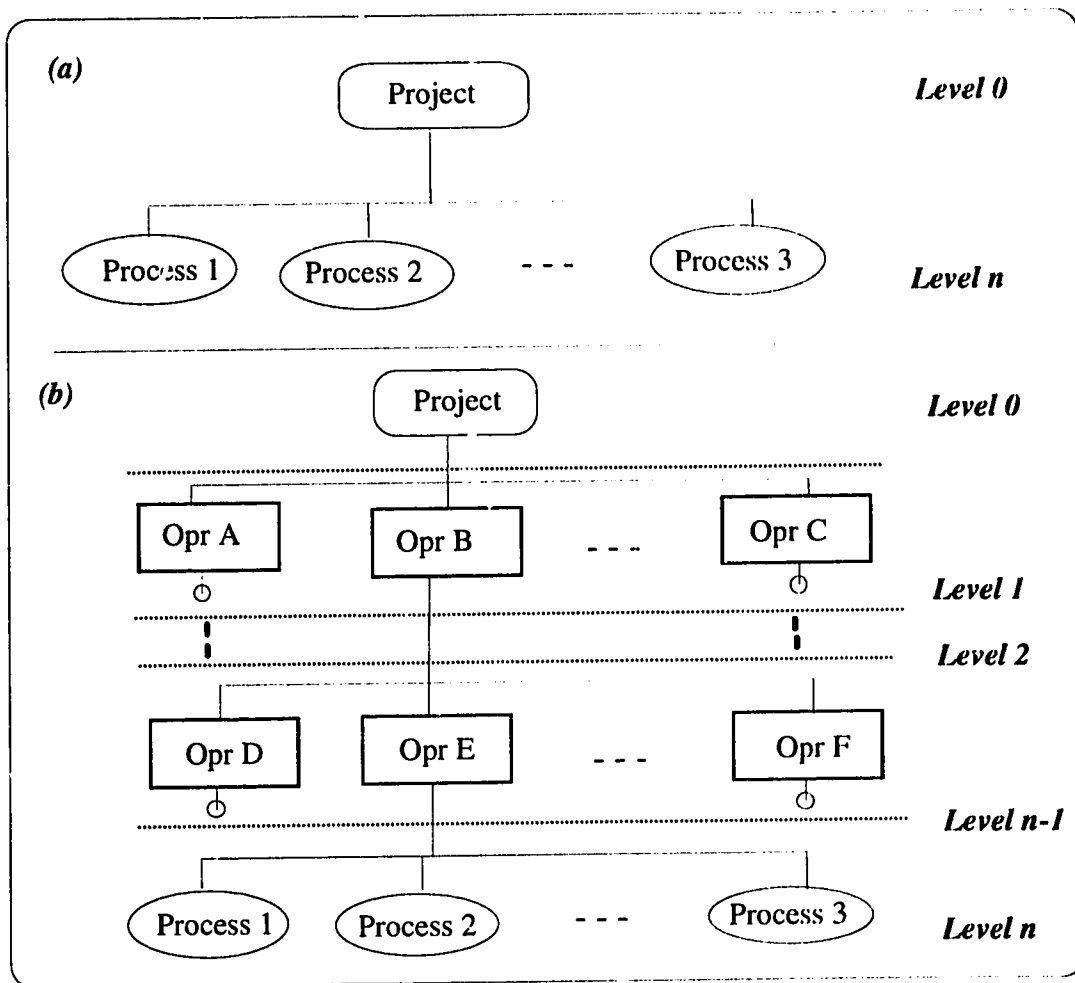 (a)
Project
Level 0
Process 1
Process 2
- - -
Process 3
Level n
(b)
Project
Level 0
Opr A
Opr B
- - -
Opr C
Level 1
Level 2
Opr D
Opr E
- - -
Opr F
Level n-1
Process 1
Process 2
- - -
Process 3
Level n